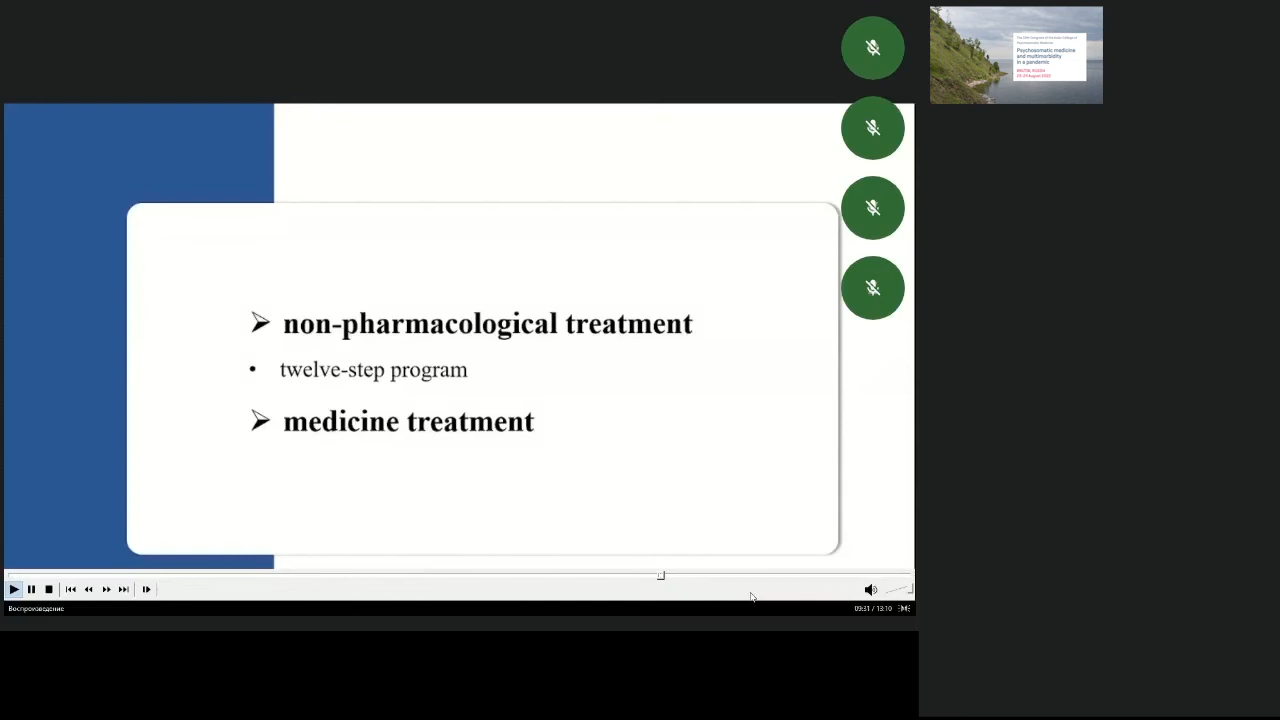 Psychosomatic medicine
and multimorbidity
in a pandemic
non-pharmacological treatment
twelve-step program
medicine treatment
Воспроизведение
09:31 / 13:10